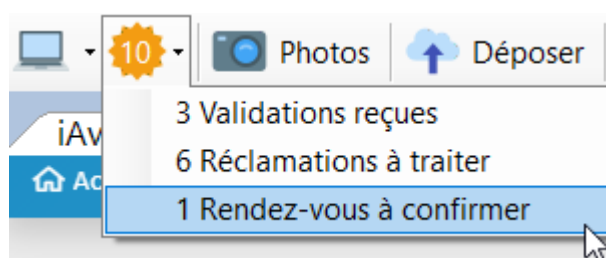 10 Photos Déposer
3 Validations reçues
iAv
6 Réclamations à traiter
Ac
1 Rendez-vous à confirmer